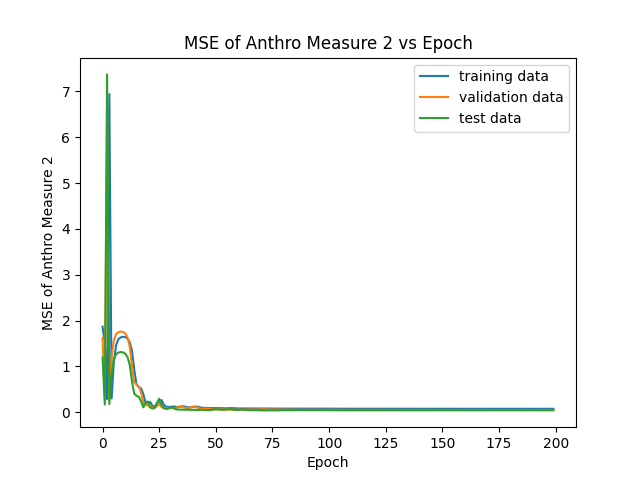 MSE of Anthro Measure 2 vs Epoch
training data
validation data
test data
MSE of Anthro Measure 2
7
6
5
4
3
2
1
0
0 25 50 75 100 125 150 175 200
Epoch